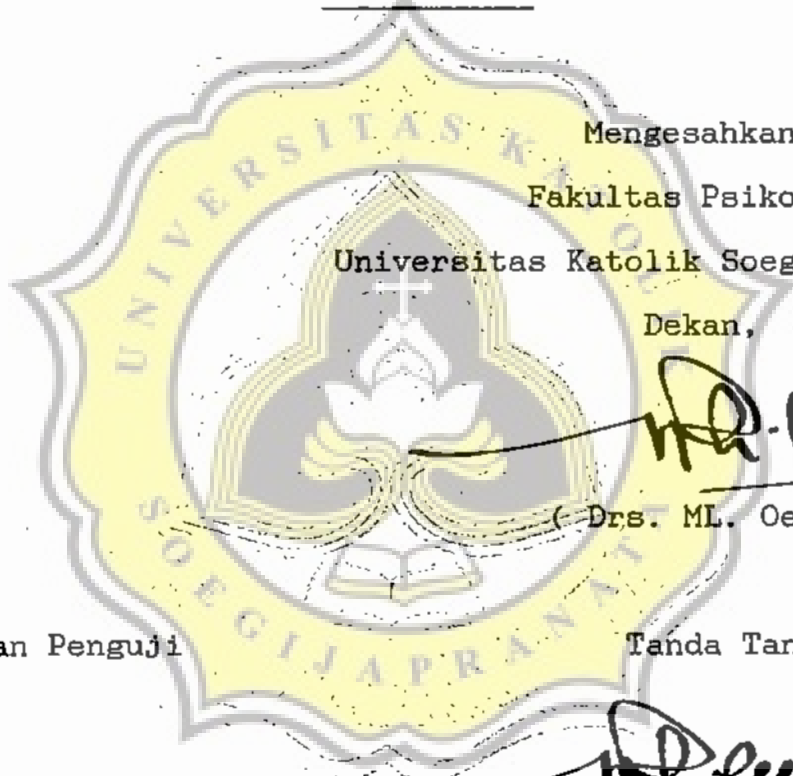 UNIVERSITAS KATOLIK
SOEGIJAPRANATA
Mengesahkan
Fakultas Psiko
Universitas Katolik Soeg
Dekan,
( Drs. ML. Oe
an Penguji Tanda Tan